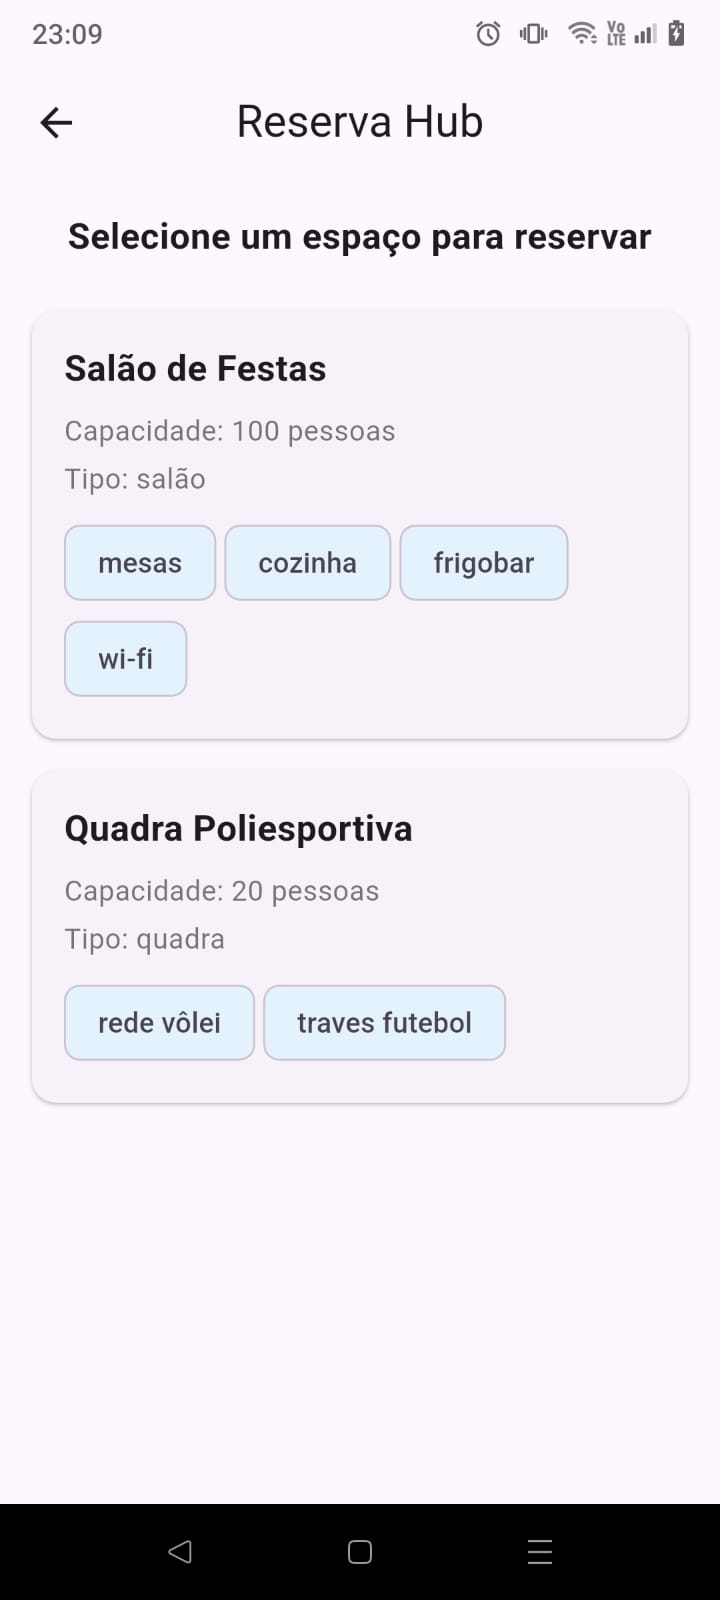 23:09
Vo
LTE
Reserva Hub
Selecione um espaço para reservar
Salão de Festas
Capacidade: 100 pessoas
Tipo: salão
mesas cozinha frigobar
wi-fi
Quadra Poliesportiva
Capacidade: 20 pessoas
Tipo: quadra
rede vôlei traves futebol